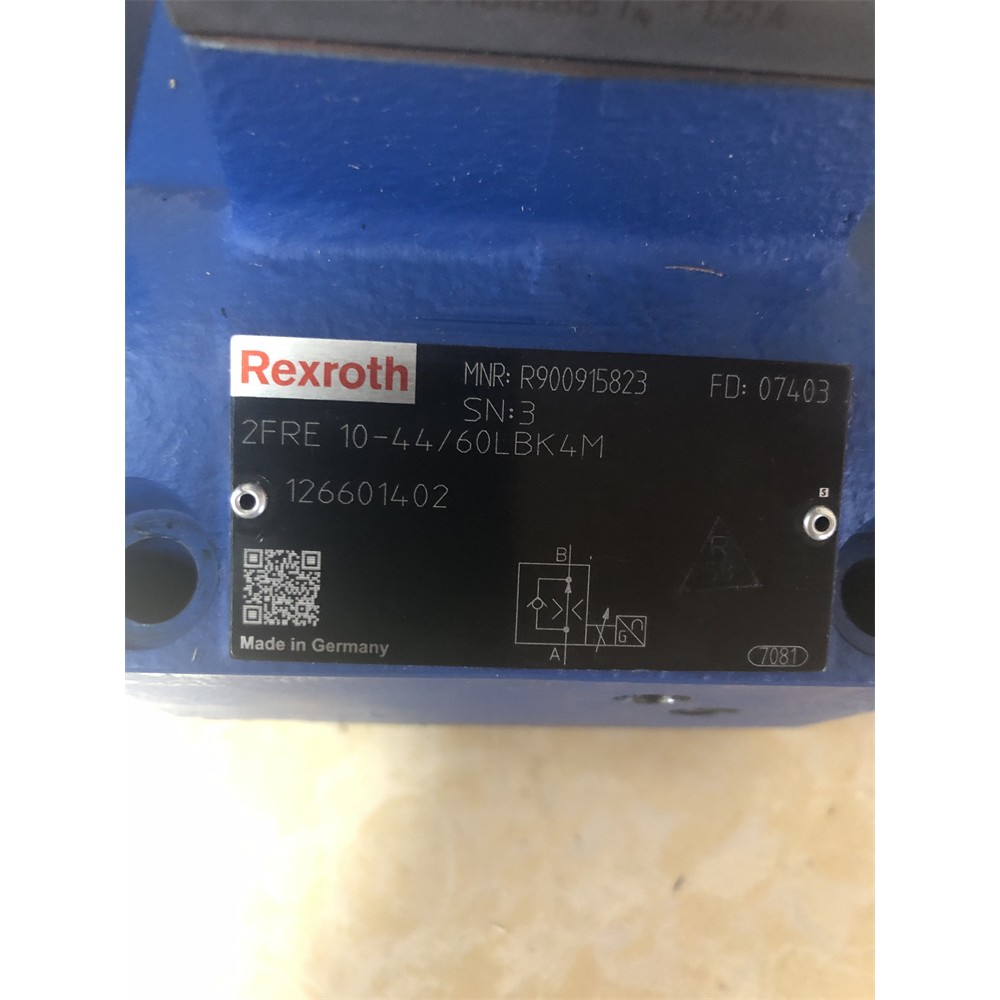 Rexroth
MNR: R900915823
FD: 07403
SN:3
2FRE 10-44/60LBK4M
126601402
S
B
G
A
Made in Germany
7081